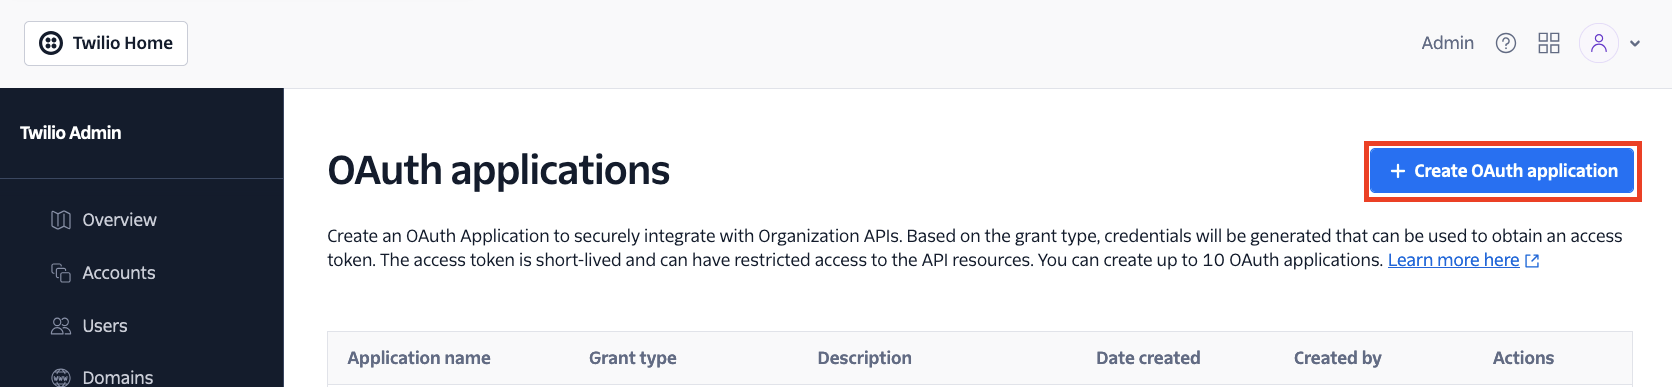 Twilio Home
Admin
Twilio Admin
Overview
Accounts
Users
Domains
OAuth applications
+ Create OAuth application
Create an OAuth Application to securely integrate with Organization APIs. Based on the grant type, credentials will be generated that can be used to obtain an access
token. The access token is short-lived and can have restricted access to the API resources. You can create up to 10 OAuth applications. Learn more here
Application name Grant type Description Date created Created by Actions